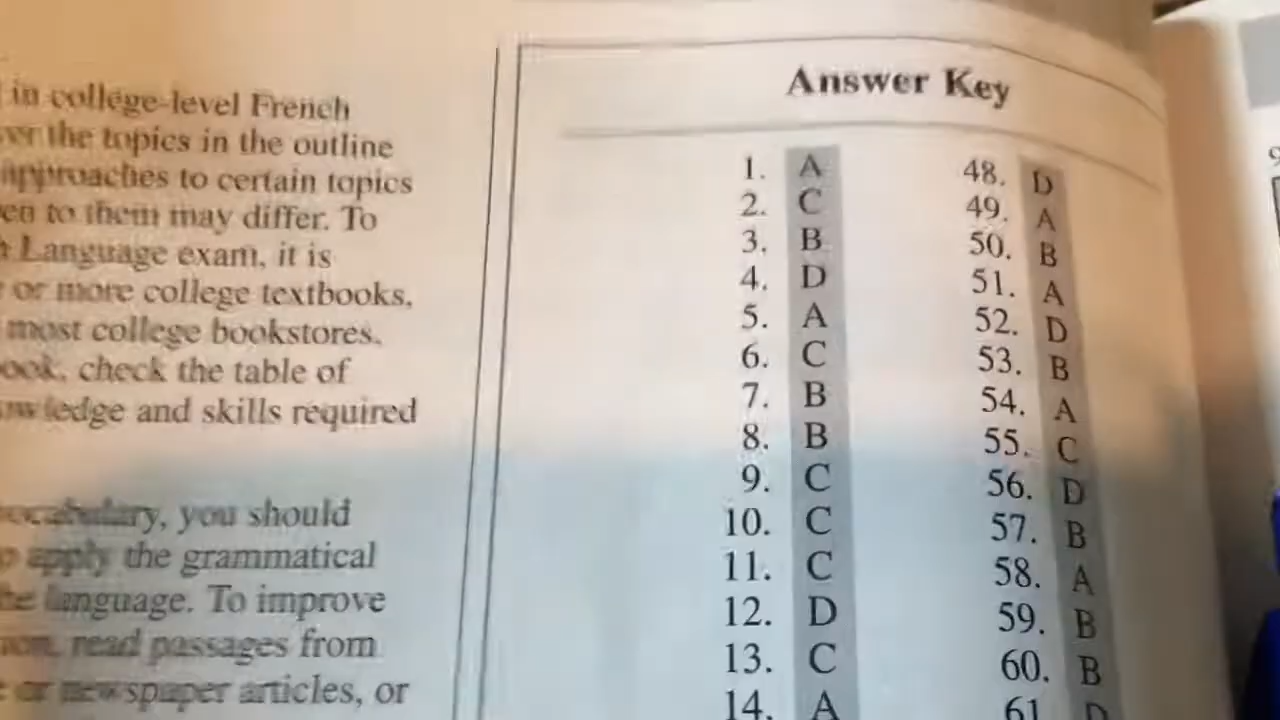 in college-level French
the topics in the outline
approaches to certain topics
to them may differ. To
Language exam, it is
or more college textbooks,
most college bookstores.
check the table of
and skills required
you should
apply the grammatical
language. To improve
read passages from
or newspaper articles, or
Answer Key
1. A
2. C
3. B
4. D
5. A
6. C
7. B
8. B
9. C
10. C
11. C
12. D
13. C
14. A
48. D
49. A
50. B
51. A
52. D
53. B
54. A
55. C
56. D
57. B
58. A
59. B
60. B
61. D